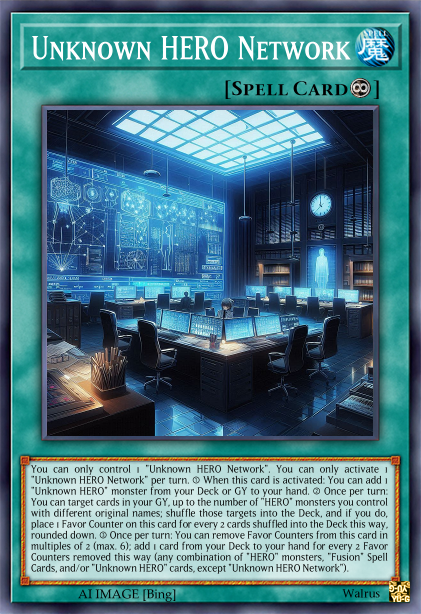 Unknown HERO Network
SPELL
魔
[Spell Card]
You can only control 1 "Unknown HERO Network". You can only activate 1
"Unknown HERO Network" per turn. ① When this card is activated: You can add 1
"Unknown HERO" monster from your Deck or GY to your hand. ② Once per turn:
You can target cards in your GY, up to the number of "HERO" monsters you control
with different original names; shuffle those targets into the Deck, and if you do,
place 1 Favor Counter on this card for every 2 cards shuffled into the Deck this way,
rounded down. ③ Once per turn: You can remove Favor Counters from this card in
multiples of 2 (max. 6); add 1 card from your Deck to your hand for every 2 Favor
Counters removed this way (any combination of "HERO" monsters, "Fusion" Spell
Cards, and/or "Unknown HERO" cards, except "Unknown HERO Network").
AI IMAGE [Bing]
Walrus